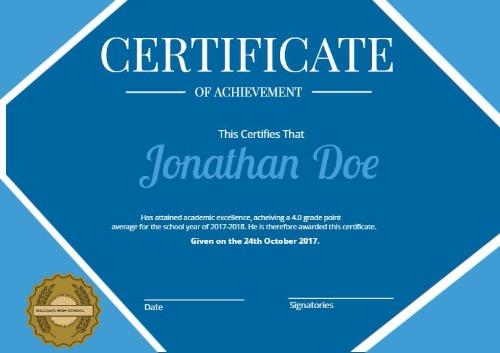 CERTIFICATE
OF ACHIEVEMENT
This Certifies That
Jonathan Doe
Has attained academic excellence, acheiving a 4.0 grade point
average for the school year of 2017-2018. He is therefore awarded this certificate.
Given on the 24th October 2017.
Date
Signatories
WILLIAMS HIGH SCHOOL